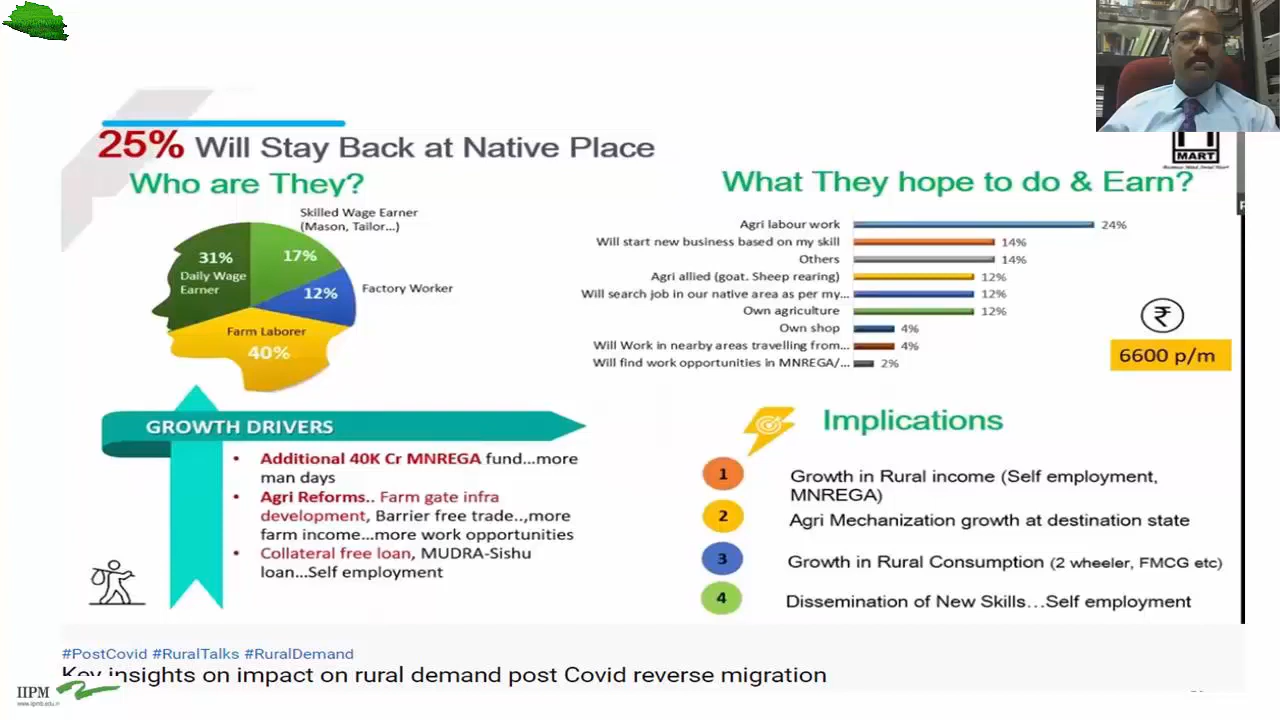 25% Will Stay Back at Native Place
Who are They?
Skilled Wage Earner
(Mason, Tailor...)
31%
Daily Wage
Earner
17%
12%
Factory Worker
Farm Laborer
40%
What They hope to do & Earn?
MART
Agri labour work 24%
Will start new business based on my skill 14%
Others 14%
Agri allied (goat. Sheep rearing) 12%
Will search job in our native area as per my... 12%
Own agriculture 12%
Own shop 4%
Will Work in nearby areas travelling from... 4%
Will find work opportunities in MNREGA/... 2%
₹
6600 p/m
GROWTH DRIVERS
• Additional 40K Cr MNREGA fund...more
man days
• Agri Reforms.. Farm gate infra
development, Barrier free trade..,more
farm income...more work opportunities
• Collateral free loan, MUDRA-Sishu
loan...Self employment
Implications
1 Growth in Rural income (Self employment,
MNREGA)
2 Agri Mechanization growth at destination state
3 Growth in Rural Consumption (2 wheeler, FMCG etc)
4 Dissemination of New Skills...Self employment
#PostCovid #RuralTalks #RuralDemand
Key insights on impact on rural demand post Covid reverse migration
IIPM